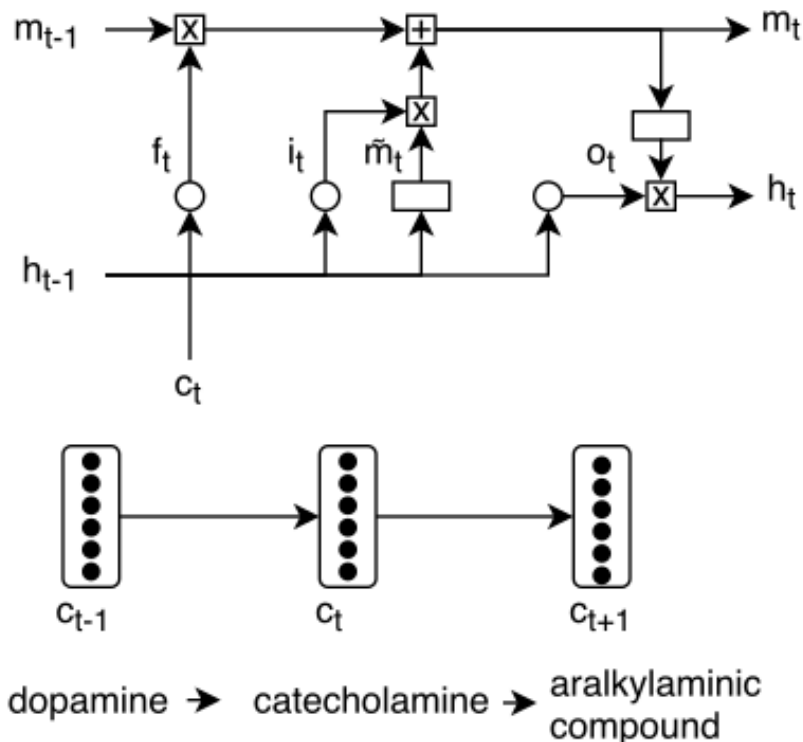 m_{t-1} x + m_t
x
f_t i_t m̃_t o_t
x h_t
h_{t-1}
c_t
c_{t-1} c_t c_{t+1}
dopamine → catecholamine → aralkylaminic
compound